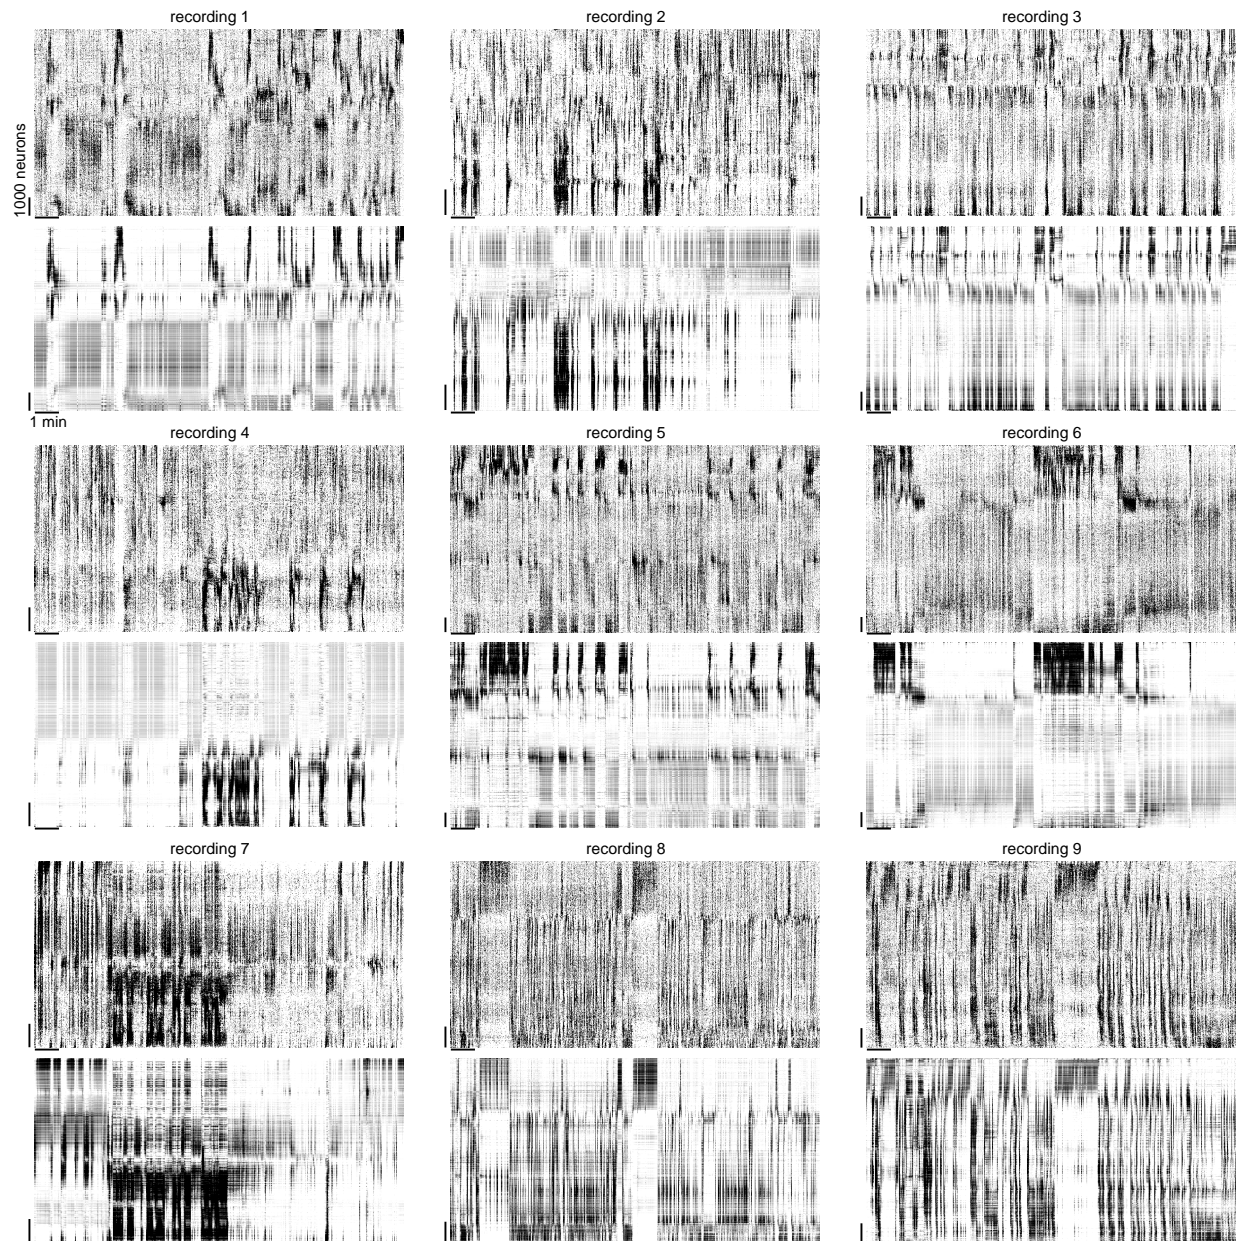 recording 1
recording 2
recording 3
1000 neurons
1 min
recording 4
recording 5
recording 6
recording 7
recording 8
recording 9